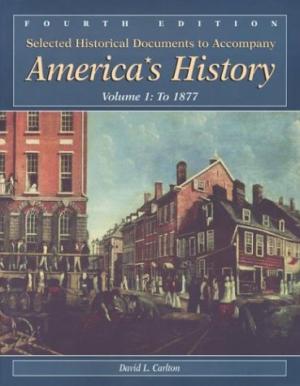 FOURTH EDITION
Selected Historical Documents to Accompany
America's History
Volume 1: To 1877
David L. Carlton